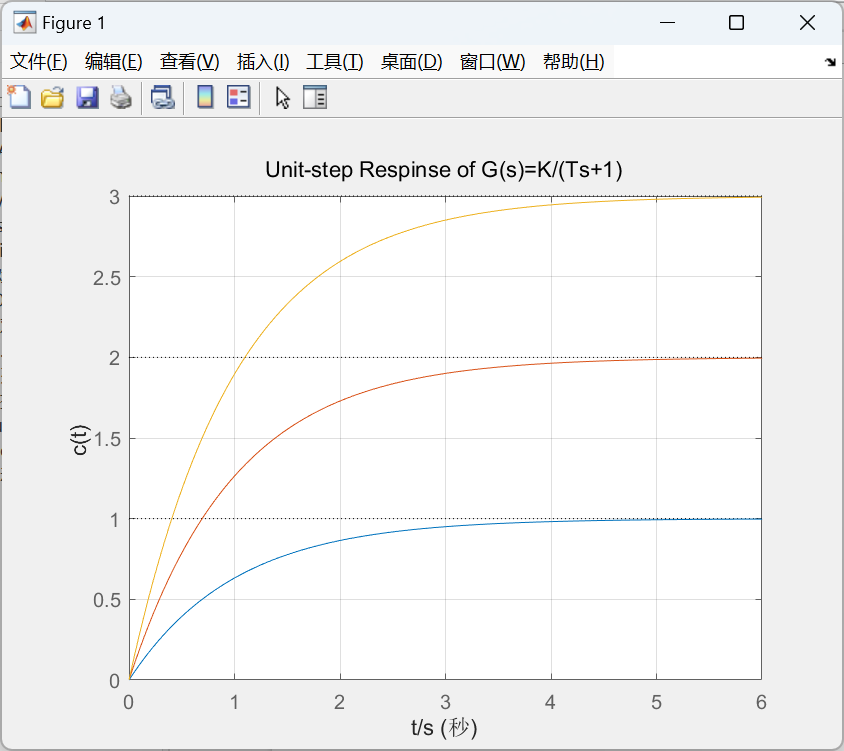 Figure 1
文件(F) 编辑(E) 查看(V) 插入(I) 工具(T) 桌面(D) 窗口(W) 帮助(H)
Unit-step Respinse of G(s)=K/(Ts+1)
3
2.5
2
1.5
1
0.5
0
c(t)
0 1 2 3 4 5 6
t/s (秒)